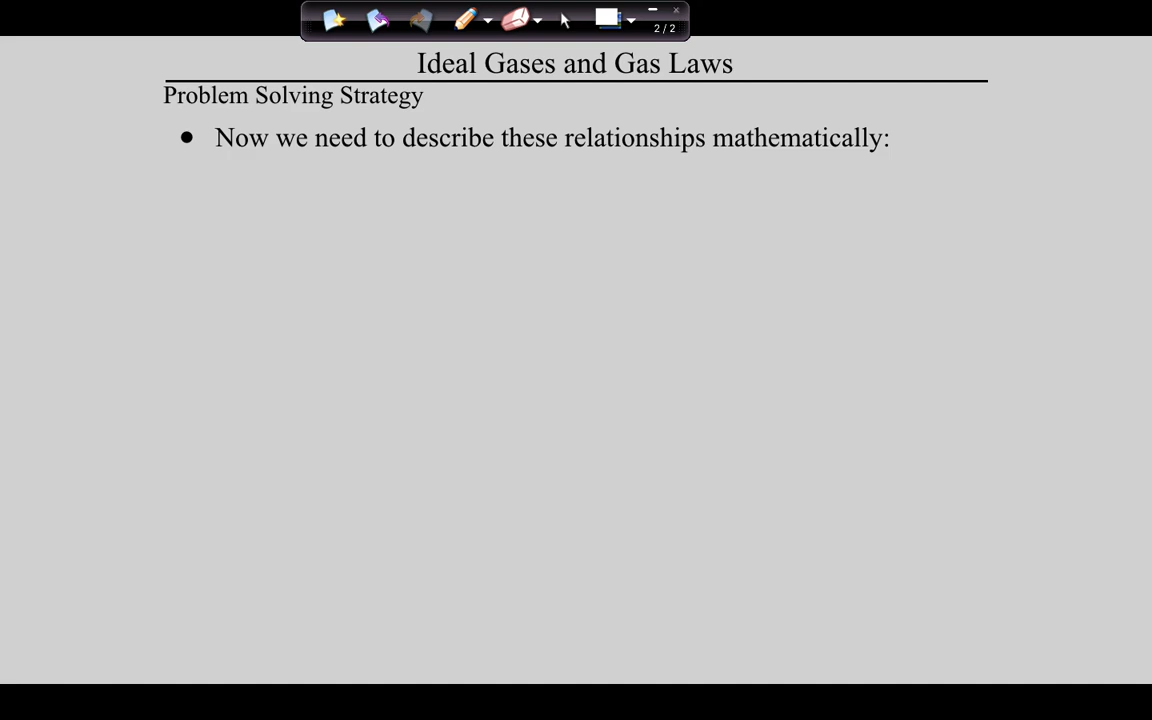 2 / 2
Ideal Gases and Gas Laws
Problem Solving Strategy
● Now we need to describe these relationships mathematically: